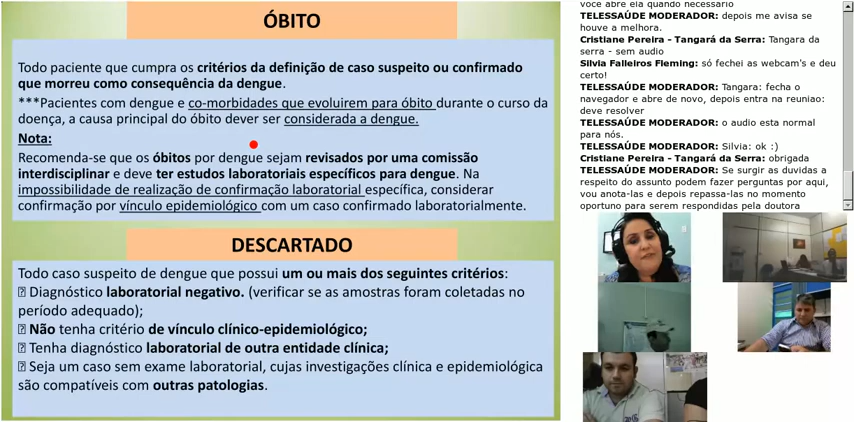 ÓBITO
Todo paciente que cumpra os critérios da definição de caso suspeito ou confirmado
que morreu como consequência da dengue.
***Pacientes com dengue e co-morbidades que evoluirem para óbito durante o curso da
doença, a causa principal do óbito dever ser considerada a dengue.
Nota:
Recomenda-se que os óbitos por dengue sejam revisados por uma comissão
interdisciplinar e deve ter estudos laboratoriais específicos para dengue. Na
impossibilidade de realização de confirmação laboratorial específica, considerar
confirmação por vínculo epidemiológico com um caso confirmado laboratorialmente.
DESCARTADO
Todo caso suspeito de dengue que possui um ou mais dos seguintes critérios:
Diagnóstico laboratorial negativo. (verificar se as amostras foram coletadas no
período adequado);
Não tenha critério de vínculo clínico-epidemiológico;
Tenha diagnóstico laboratorial de outra entidade clínica;
Seja um caso sem exame laboratorial, cujas investigações clínica e epidemiológica
são compatíveis com outras patologias.
voce abre ela quando necessario
TELESSAÚDE MODERADOR: depois me avisa se
houve a melhora.
Cristiane Pereira - Tangará da Serra: Tangara da
serra - sem audio
Silvia Falleiros Fleming: só fechei as webcam's e deu
certo!
TELESSAÚDE MODERADOR: Tangara: fecha o
navegador e abre de novo, depois entra na reuniao:
deve resolver
TELESSAÚDE MODERADOR: o audio esta normal
para nós.
TELESSAÚDE MODERADOR: Silvia: ok :)
Cristiane Pereira - Tangará da Serra: obrigada
TELESSAÚDE MODERADOR: Se surgir as duvidas a
respeito do assunto podem fazer perguntas por aqui,
vou anota-las e depois repassa-las no momento
oportuno para serem respondidas pela doutora